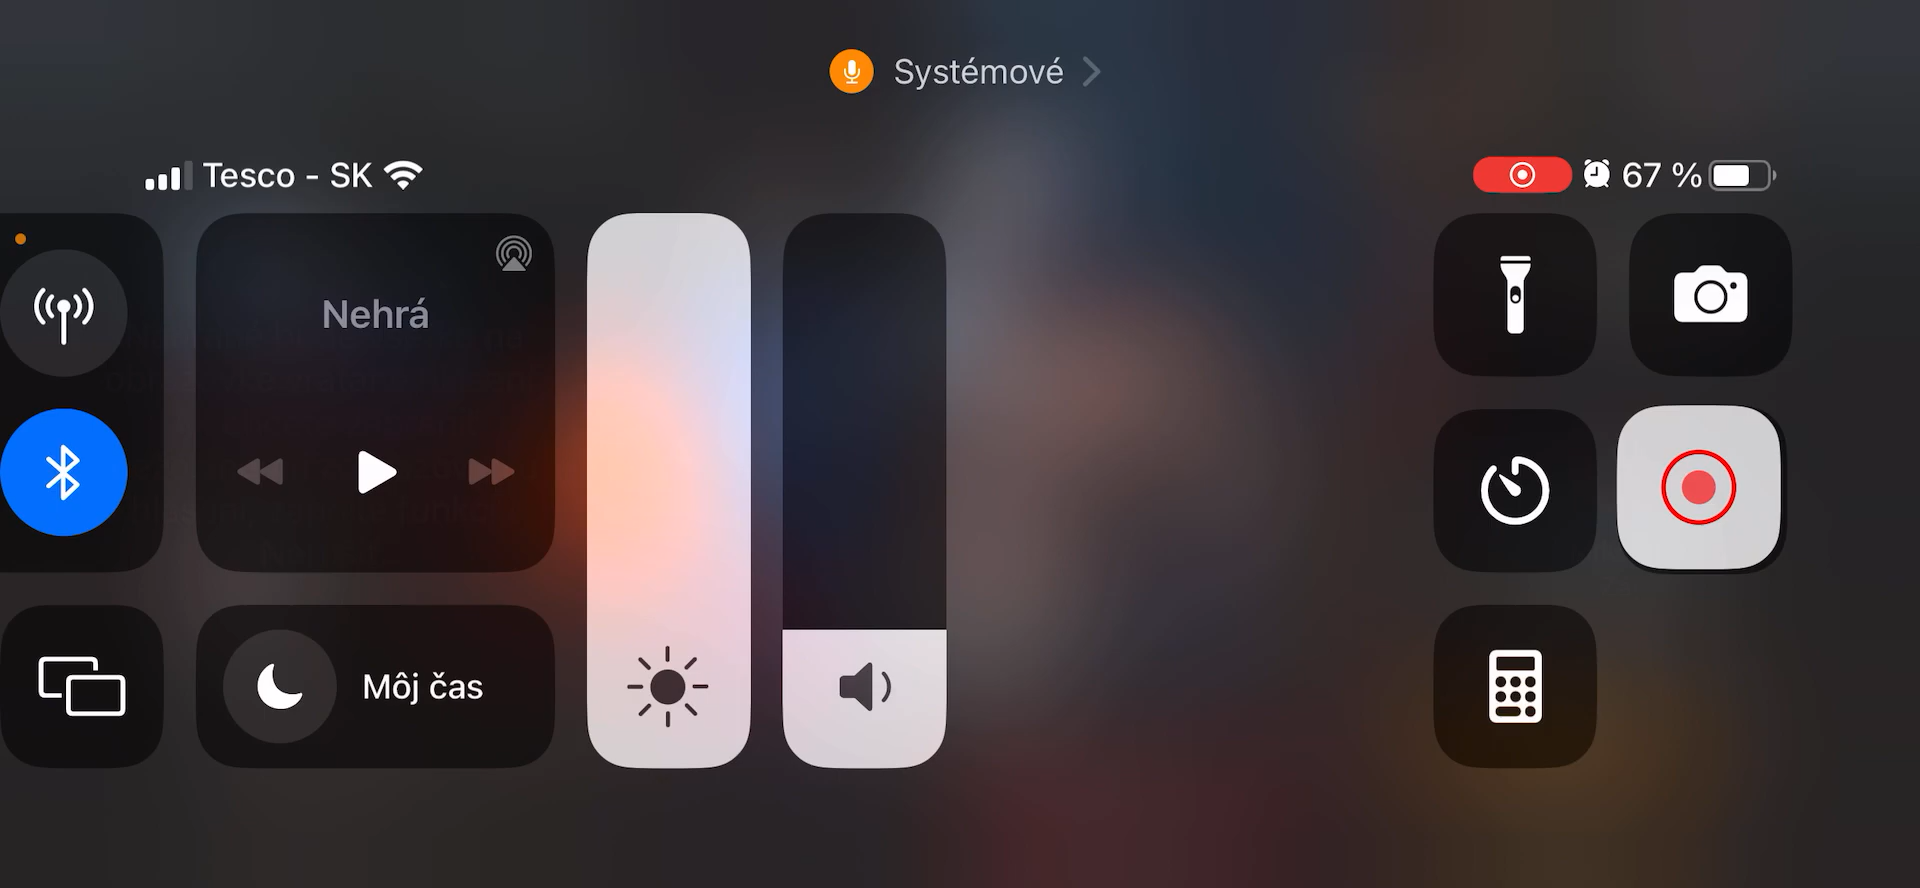 Systémové
Tesco - SK
67 %
Nehrá
Môj čas